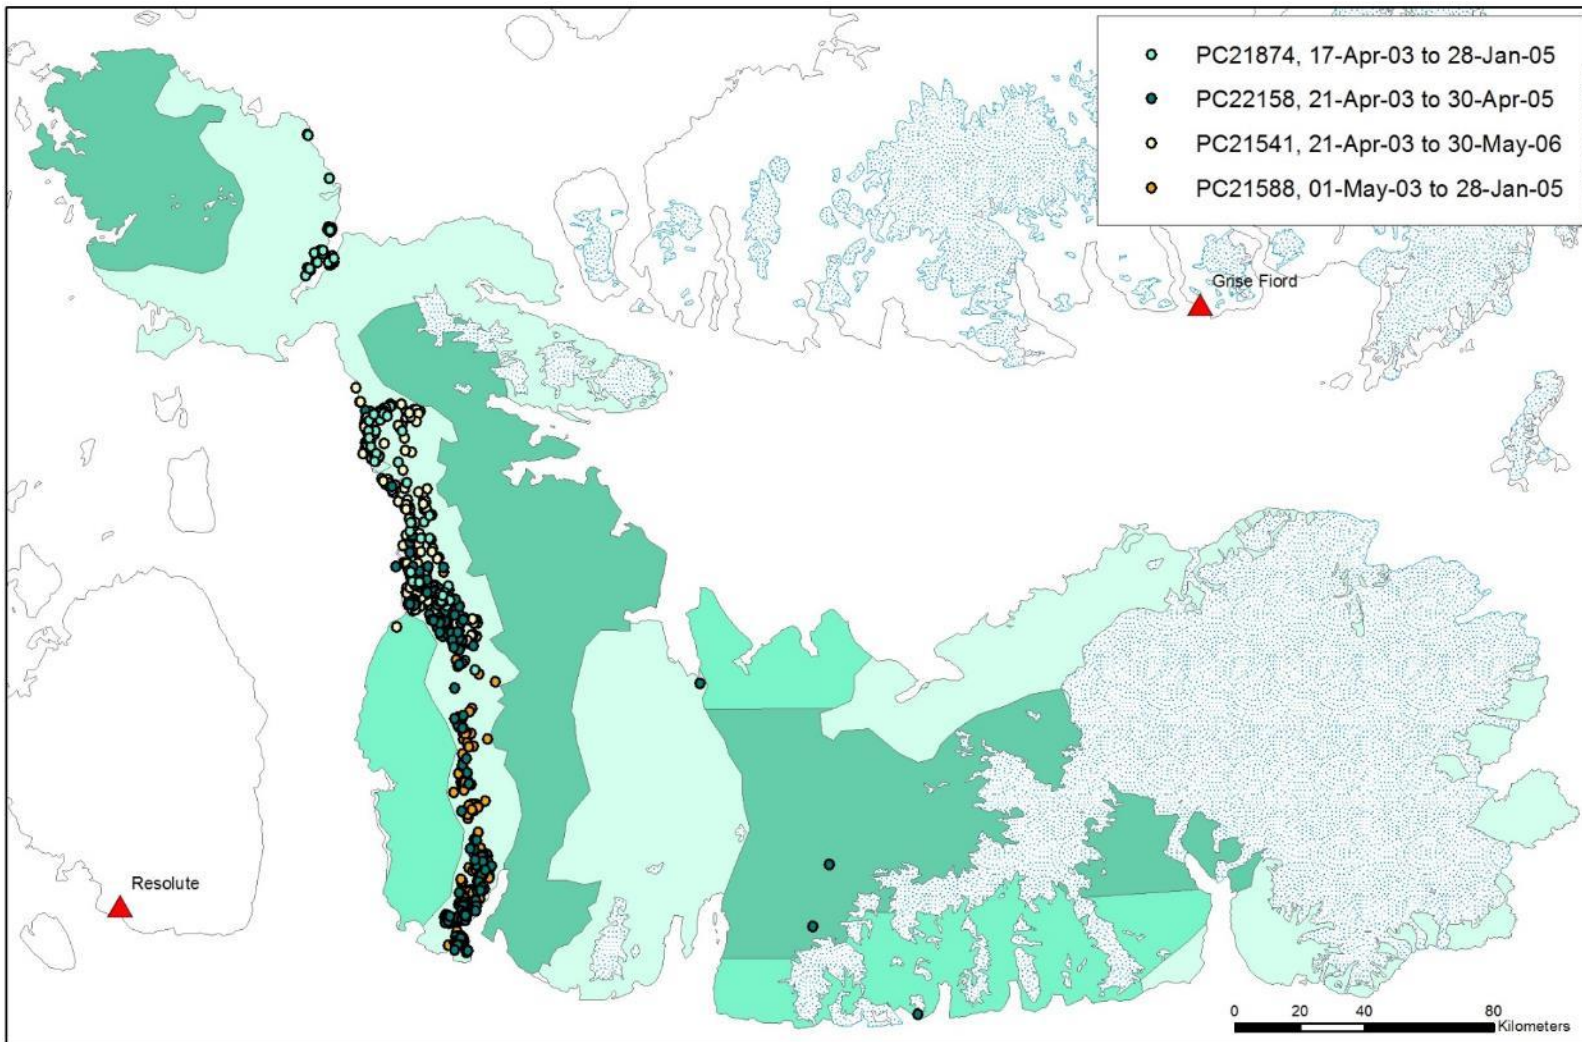 PC21874, 17-Apr-03 to 28-Jan-05
PC22158, 21-Apr-03 to 30-Apr-05
PC21541, 21-Apr-03 to 30-May-06
PC21588, 01-May-03 to 28-Jan-05
Grise Fiord
Resolute
0 20 40 80
Kilometers